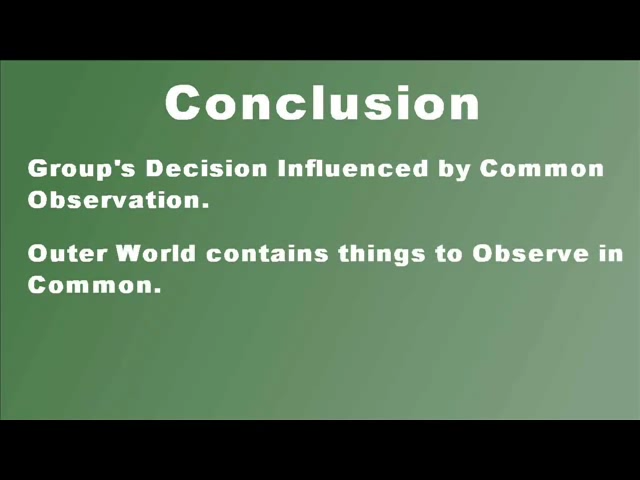 Conclusion
Group's Decision Influenced by Common
Observation.
Outer World contains things to Observe in
Common.